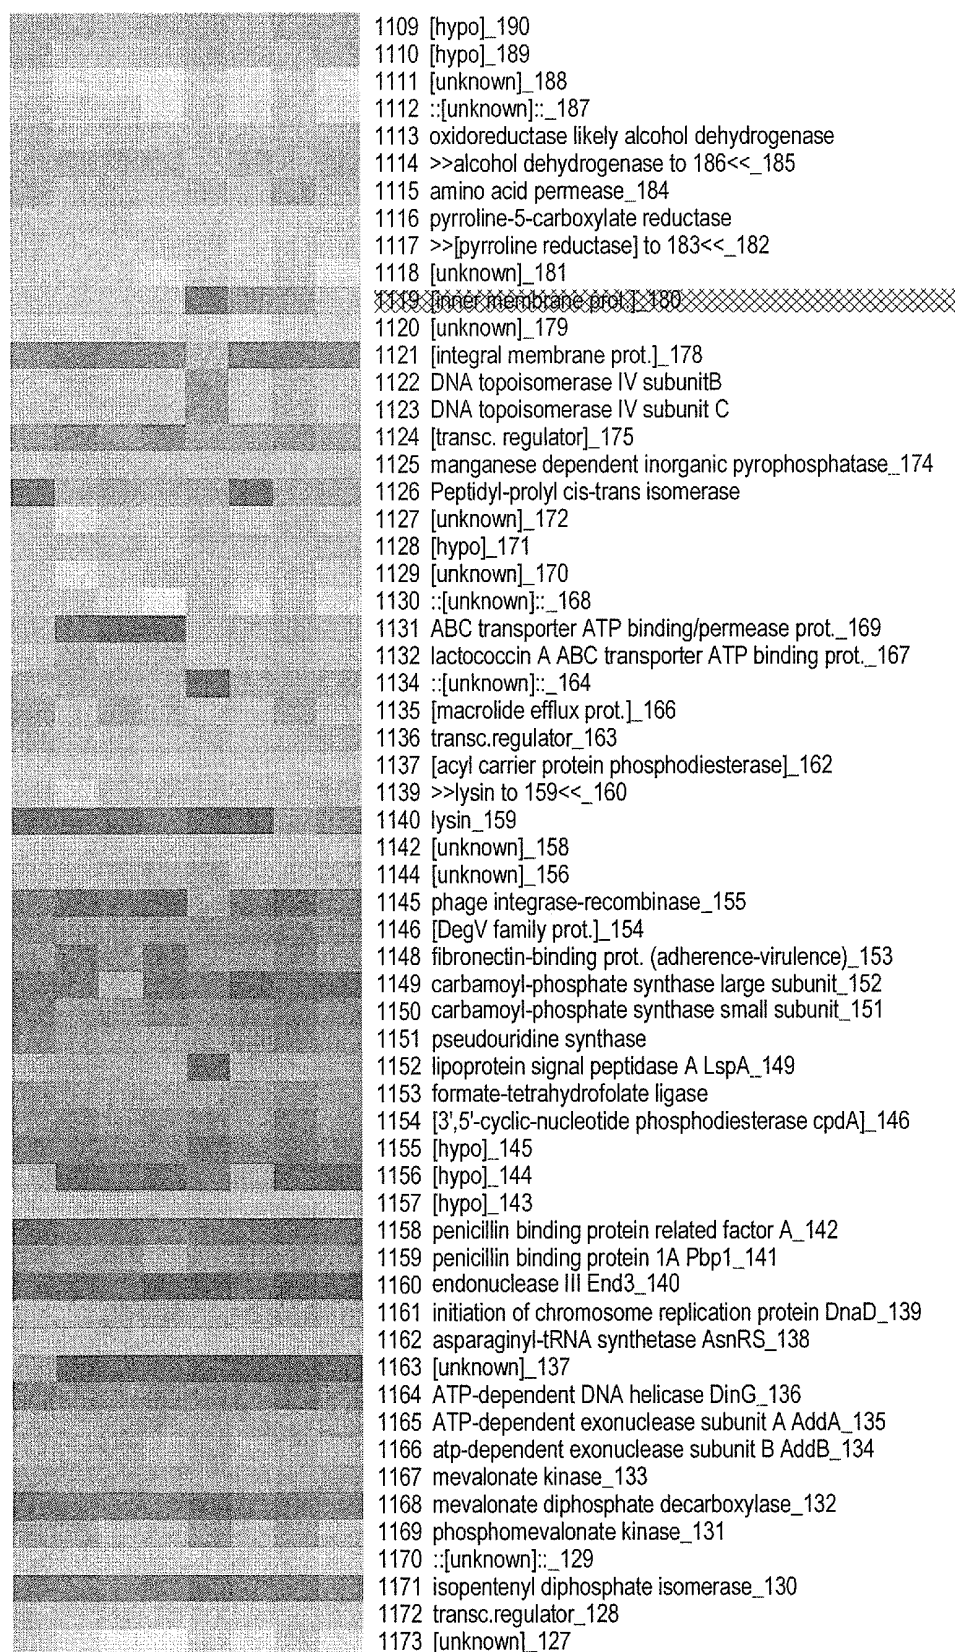 1109 [hypo]_190
1110 [hypo]_189
1111 [unknown]_188
1112 ::[unknown]::_187
1113 oxidoreductase likely alcohol dehydrogenase
1114 >>alcohol dehydrogenase to 186<<_185
1115 amino acid permease_184
1116 pyrroline-5-carboxylate reductase
1117 >>[pyrroline reductase] to 183<<_182
1118 [unknown]_181
1119 [inner membrane prot.]_180
1120 [unknown]_179
1121 [integral membrane prot.]_178
1122 DNA topoisomerase IV subunitB
1123 DNA topoisomerase IV subunit C
1124 [transc. regulator]_175
1125 manganese dependent inorganic pyrophosphatase_174
1126 Peptidyl-prolyl cis-trans isomerase
1127 [unknown]_172
1128 [hypo]_171
1129 [unknown]_170
1130 ::[unknown]::_168
1131 ABC transporter ATP binding/permease prot._169
1132 lactococcin A ABC transporter ATP binding prot._167
1134 ::[unknown]::_164
1135 [macrolide efflux prot.]_166
1136 transc.regulator_163
1137 [acyl carrier protein phosphodiesterase]_162
1139 >>lysin to 159<<_160
1140 lysin_159
1142 [unknown]_158
1144 [unknown]_156
1145 phage integrase-recombinase_155
1146 [DegV family prot.]_154
1148 fibronectin-binding prot. (adherence-virulence)_153
1149 carbamoyl-phosphate synthase large subunit_152
1150 carbamoyl-phosphate synthase small subunit_151
1151 pseudouridine synthase
1152 lipoprotein signal peptidase A LspA_149
1153 formate-tetrahydrofolate ligase
1154 [3',5'-cyclic-nucleotide phosphodiesterase cpdA]_146
1155 [hypo]_145
1156 [hypo]_144
1157 [hypo]_143
1158 penicillin binding protein related factor A_142
1159 penicillin binding protein 1A Pbp1_141
1160 endonuclease III End3_140
1161 initiation of chromosome replication protein DnaD_139
1162 asparaginyl-tRNA synthetase AsnRS_138
1163 [unknown]_137
1164 ATP-dependent DNA helicase DinG_136
1165 ATP-dependent exonuclease subunit A AddA_135
1166 atp-dependent exonuclease subunit B AddB_134
1167 mevalonate kinase_133
1168 mevalonate diphosphate decarboxylase_132
1169 phosphomevalonate kinase_131
1170 ::[unknown]::_129
1171 isopentenyl diphosphate isomerase_130
1172 transc.regulator_128
1173 [unknown]_127